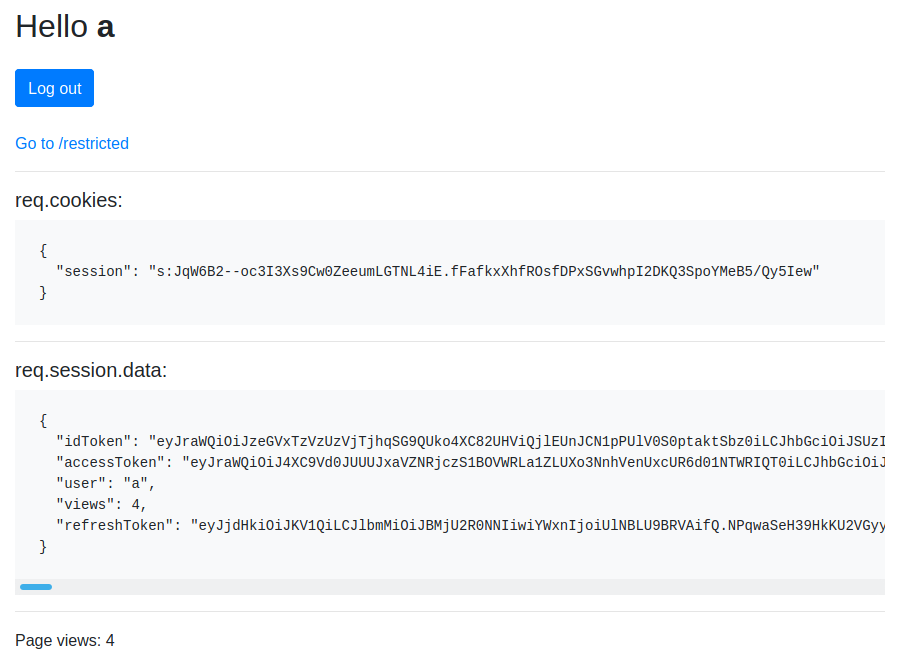 Hello a
Log out
Go to /restricted
req.cookies:
{
  "session": "s:JqW6B2--oc3I3Xs9Cw0ZeeumLGTNL4iE.fFafkxXhfROsfDPxSGvwhpI2DKQ3SpoYMeB5/Qy5Iew"
}
req.session.data:
{
  "idToken": "eyJraWQiOiJzeGVxTzVzUzVjTjhqSG9QUko4XC82UHViQjlEUnJCN1pPUlV0S0ptaktSbz0iLCJhbGciOiJSUzI
  "accessToken": "eyJraWQiOiJ4XC9Vd0JUUUJxaVZNRjczS1BOVWRLa1ZLUXo3NnhVenUxcUR6d01NTWRIQT0iLCJhbGciOiJ
  "user": "a",
  "views": 4,
  "refreshToken": "eyJjdHkiOiJKV1QiLCJlbmMiOiJBMjU2R0NNIiwiYWxnIjoiUlNBLU9BRVAifQ.NPqwaSeH39HkKU2VGyy
}
Page views: 4